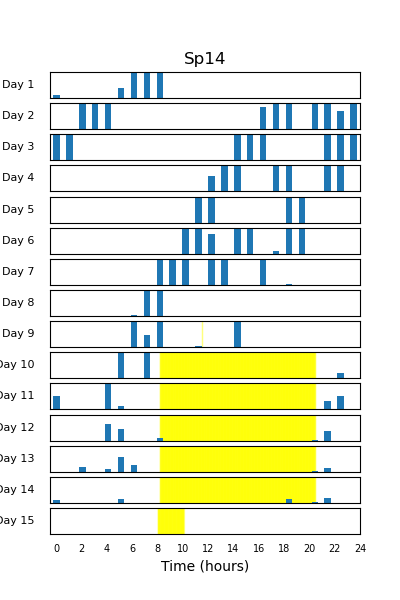 Sp14
Day 1
Day 2
Day 3
Day 4
Day 5
Day 6
Day 7
Day 8
Day 9
Day 10
Day 11
Day 12
Day 13
Day 14
Day 15
0 2 4 6 8 10 12 14 16 18 20 22 24
Time (hours)